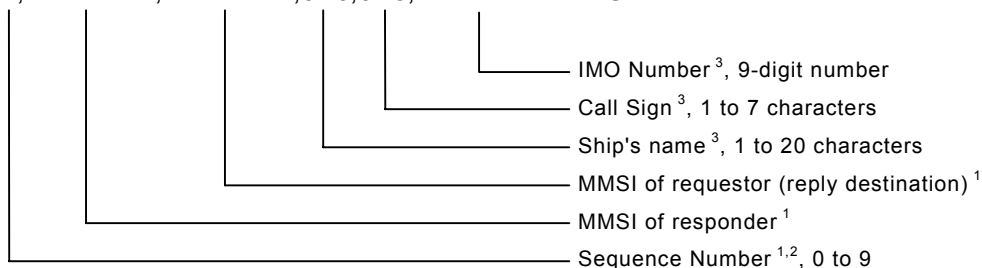 IMO Number ³, 9-digit number
Call Sign ³, 1 to 7 characters
Ship's name ³, 1 to 20 characters
MMSI of requestor (reply destination) ¹
MMSI of responder ¹
Sequence Number ¹,², 0 to 9